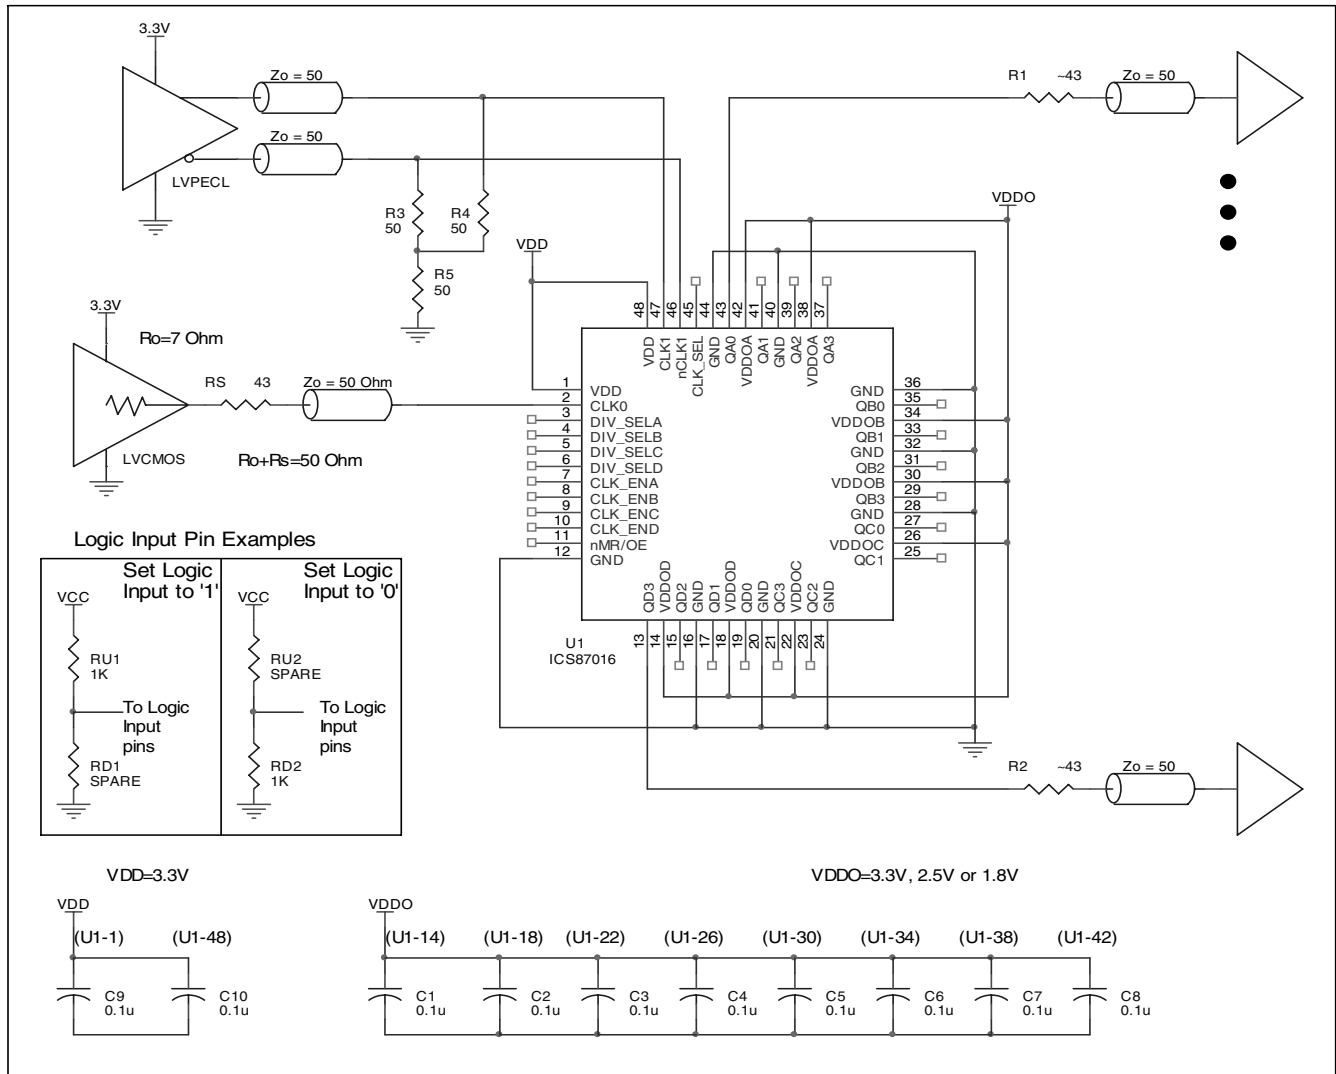 3.3V
Zo = 50
Zo = 50
LVPECL
R3
50
R4
50
R5
50
VDD
R1 ~43 Zo = 50
VDDO
3.3V
Ro=7 Ohm
RS 43 Zo = 50 Ohm
LVCMOS
Ro+Rs=50 Ohm
48 47 46 45 44 43 42 41 40 39 38 37
VDD CLK1 nCLK1 CLK_SEL GND QA0 VDDOA QA1 GND QA2 VDDOA QA3
1 VDD
2 CLK0
3 DIV_SELA
4 DIV_SELB
5 DIV_SELC
6 DIV_SELD
7 CLK_ENA
8 CLK_ENB
9 CLK_ENC
10 CLK_END
11 nMR/OE
12 GND
GND 36
QB0 35
VDDOB 34
QB1 33
GND 32
QB2 31
VDDOB 30
QB3 29
GND 28
QC0 27
VDDOC 26
QC1 25
QD3 VDDOD QD2 GND QD1 VDDOD QD0 GND QC3 VDDOC QC2 GND
13 14 15 16 17 18 19 20 21 22 23 24
U1
ICS87016
R2 ~43 Zo = 50
Logic Input Pin Examples
Set Logic
Input to '1'
VCC
RU1
1K
To Logic
Input
pins
RD1
SPARE
Set Logic
Input to '0'
VCC
RU2
SPARE
To Logic
Input
pins
RD2
1K
VDD=3.3V
VDDO=3.3V, 2.5V or 1.8V
VDD
(U1-1) (U1-48)
C9
0.1u
C10
0.1u
VDDO
(U1-14) (U1-18) (U1-22) (U1-26) (U1-30) (U1-34) (U1-38) (U1-42)
C1
0.1u
C2
0.1u
C3
0.1u
C4
0.1u
C5
0.1u
C6
0.1u
C7
0.1u
C8
0.1u